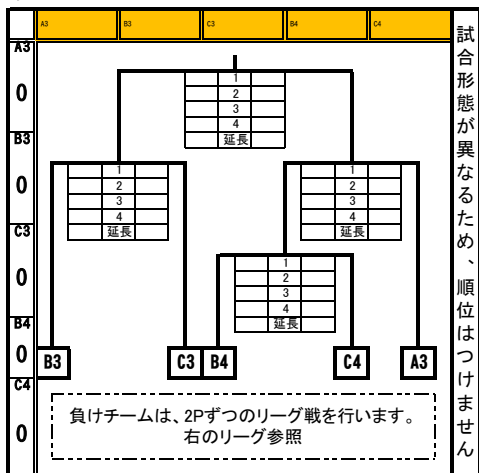 A3 B3 C3 B4 C4
A3
0
B3
0
C3
0
B4
0
C4
0
1
2
3
4
延長
1
2
3
4
延長
1
2
3
4
延長
1
2
3
4
延長
B3 C3 B4 C4 A3
負けチームは、2Pずつのリーグ戦を行います。
右のリーグ参照
試合形態が異なるため、順位はつけません